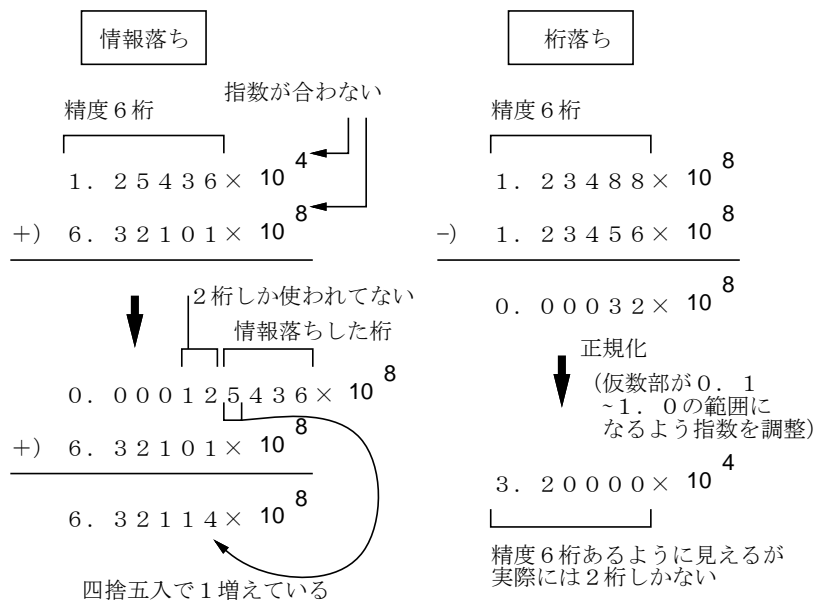 情報落ち
指数が合わない
精度６桁
１．２５４３６× 10 4
+) ６．３２１０１× 10 8
２桁しか使われてない
情報落ちした桁
０．０００１２５４３６× 10 8
+) ６．３２１０１× 10 8
６．３２１１４× 10 8
四捨五入で１増えている
桁落ち
精度６桁
１．２３４８８× 10 8
−) １．２３４５６× 10 8
０．０００３２× 10 8
正規化
（仮数部が０．１
~１．０の範囲に
なるよう指数を調整）
３．２００００× 10 4
精度６桁あるように見えるが
実際には２桁しかない